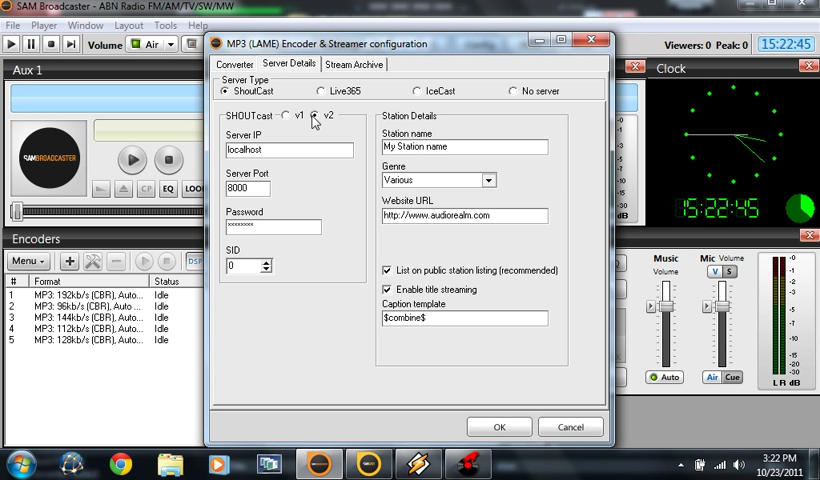 SAM Broadcaster - ABN Radio FM/AM/TV/SW/MW
File Player Window Layout Tools Help
Volume Air Viewers: 0 Peak: 0 15:22:45
MP3 (LAME) Encoder & Streamer configuration
Converter Server Details Stream Archive
Server Type
ShoutCast Live365 IceCast No server
SHOUTcast v1 v2
Server IP
localhost
Server Port
8000
Password
xxxxxxxx
SID
0
Station Details
Station name
My Station name
Genre
Various
Website URL
http://www.audiorealm.com
List on public station listing (recommended)
Enable title streaming
Caption template
$combine$
OK Cancel
Aux 1
SAMBROADCASTER
CP EQ LOO
Encoders
Menu DSP
# Format Status
1 MP3: 192kb/s (CBR), Auto... Idle
2 MP3: 96kb/s (CBR), Auto... Idle
3 MP3: 144kb/s (CBR), Auto... Idle
4 MP3: 112kb/s (CBR), Auto... Idle
5 MP3: 128kb/s (CBR), Auto... Idle
Clock
15:22:45
Music Mic Volume
Volume V S
Auto Air Cue
L R dB
3:22 PM
10/23/2011